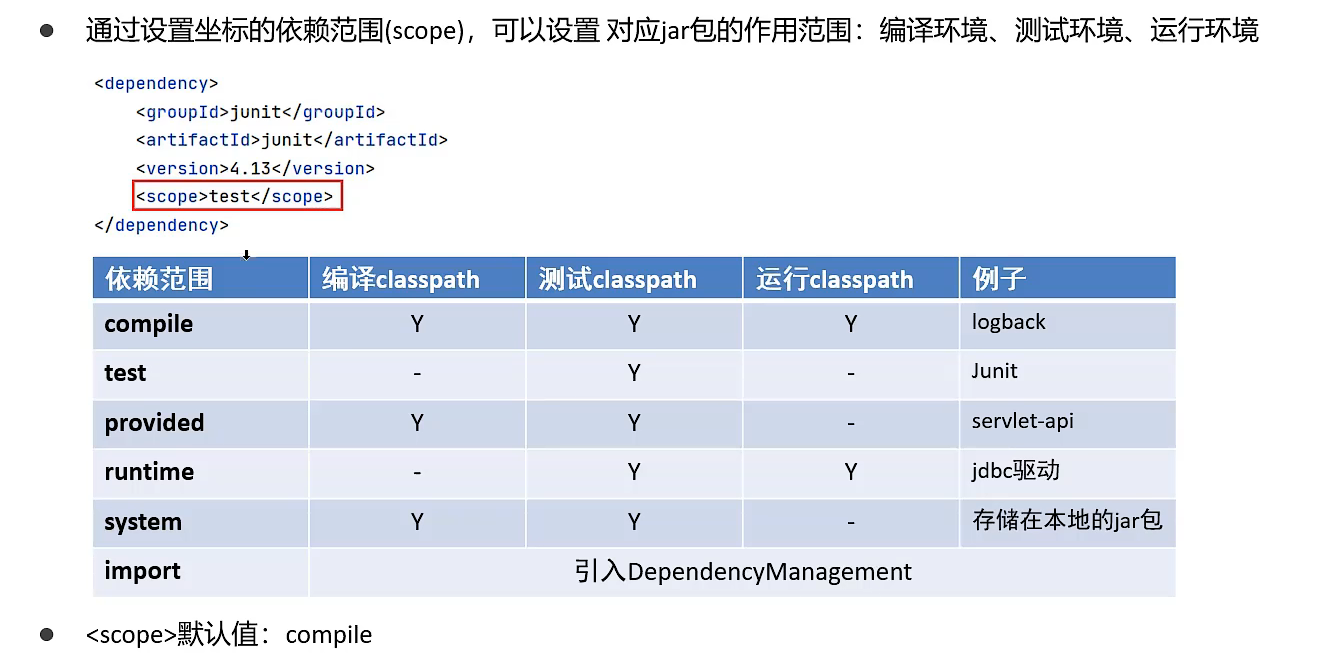 通过设置坐标的依赖范围(scope)，可以设置 对应jar包的作用范围：编译环境、测试环境、运行环境
<dependency>
<groupId>junit</groupId>
<artifactId>junit</artifactId>
<version>4.13</version>
<scope>test</scope>
</dependency>
依赖范围 编译classpath 测试classpath 运行classpath 例子
compile Y Y Y logback
test - Y - Junit
provided Y Y - servlet-api
runtime - Y Y jdbc驱动
system Y Y - 存储在本地的jar包
import 引入DependencyManagement
<scope>默认值：compile